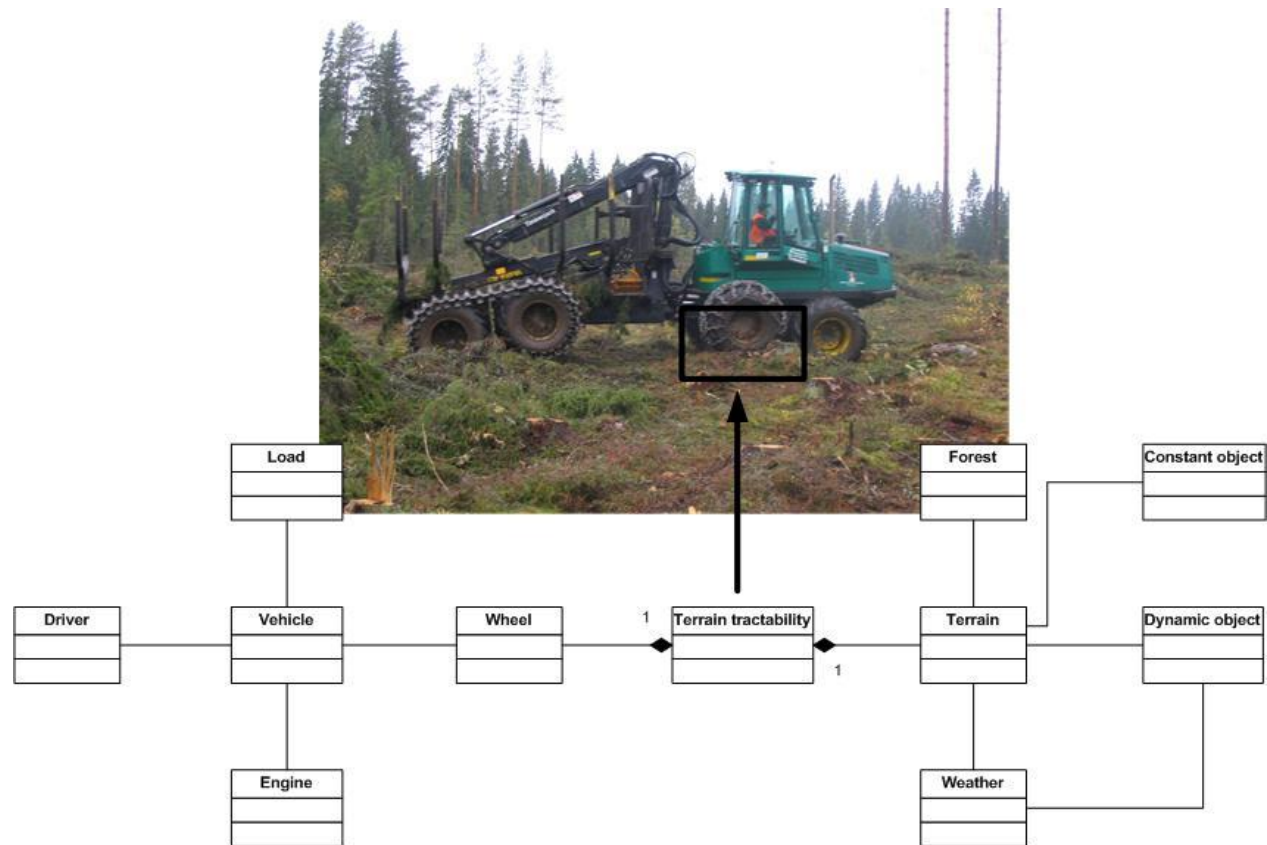 Load
Forest
Constant object
Driver
Vehicle
Wheel
1
Terrain tractability
1
Terrain
Dynamic object
Engine
Weather